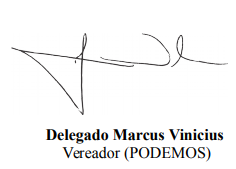 Delegado Marcus Vinicius
Vereador (PODEMOS)